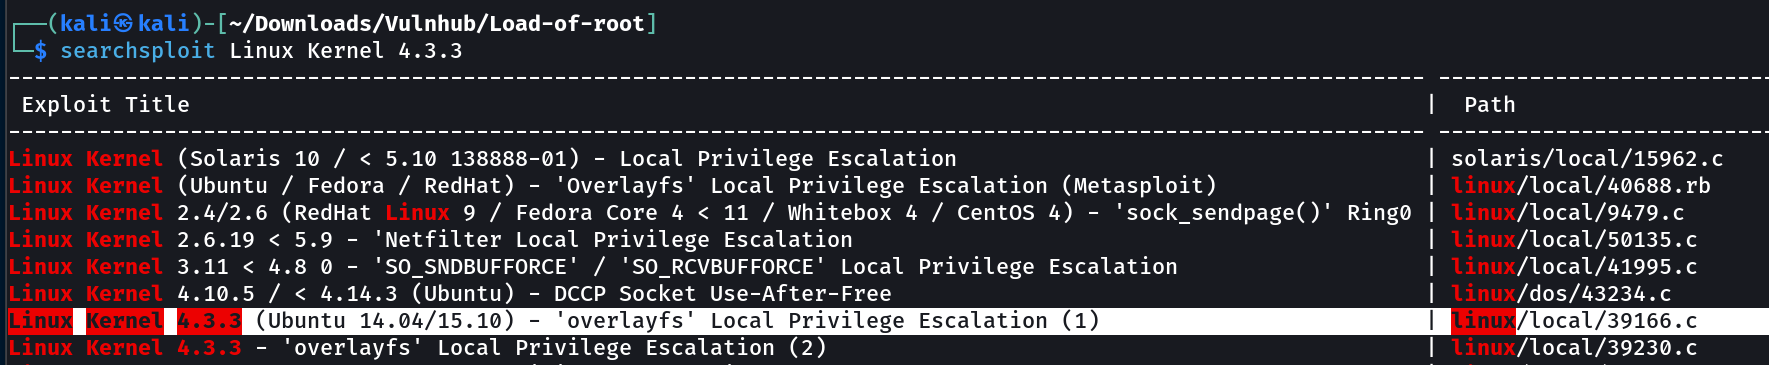 ┌──(kali㉿kali)-[~/Downloads/Vulnhub/Load-of-root]
└─$ searchsploit Linux Kernel 4.3.3
Exploit Title | Path
Linux Kernel (Solaris 10 / < 5.10 138888-01) - Local Privilege Escalation | solaris/local/15962.c
Linux Kernel (Ubuntu / Fedora / RedHat) - 'Overlayfs' Local Privilege Escalation (Metasploit) | linux/local/40688.rb
Linux Kernel 2.4/2.6 (RedHat Linux 9 / Fedora Core 4 < 11 / Whitebox 4 / CentOS 4) - 'sock_sendpage()' Ring0 | linux/local/9479.c
Linux Kernel 2.6.19 < 5.9 - 'Netfilter Local Privilege Escalation | linux/local/50135.c
Linux Kernel 3.11 < 4.8 0 - 'SO_SNDBUFFORCE' / 'SO_RCVBUFFORCE' Local Privilege Escalation | linux/local/41995.c
Linux Kernel 4.10.5 / < 4.14.3 (Ubuntu) - DCCP Socket Use-After-Free | linux/dos/43234.c
Linux Kernel 4.3.3 (Ubuntu 14.04/15.10) - 'overlayfs' Local Privilege Escalation (1) | linux/local/39166.c
Linux Kernel 4.3.3 - 'overlayfs' Local Privilege Escalation (2) | linux/local/39230.c